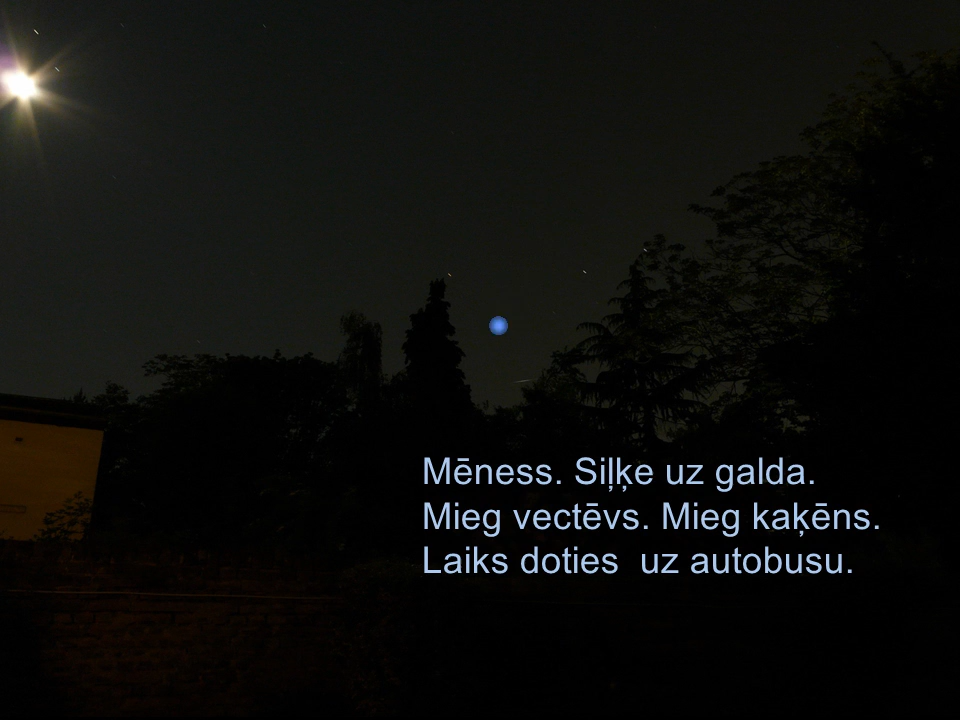 Mēness. Siļķe uz galda.
Mieg vectēvs. Mieg kaķēns.
Laiks doties  uz autobusu.